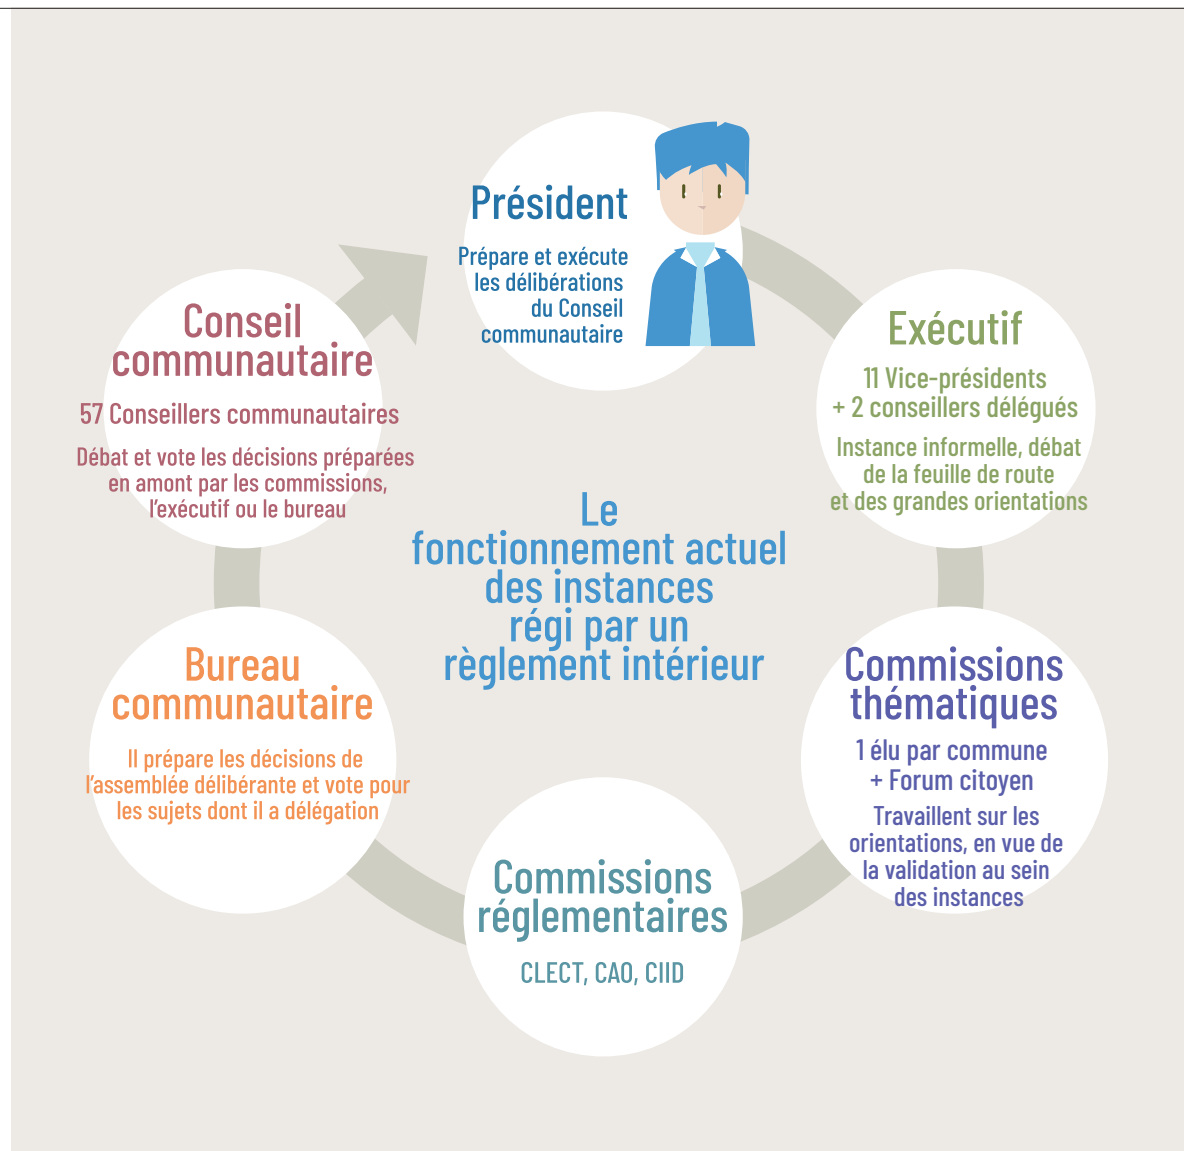 Président
Prépare et exécute
les délibérations
du Conseil
communautaire
Exécutif
11 Vice-présidents
+ 2 conseillers délégués
Instance informelle, débat
de la feuille de route
et des grandes orientations
Commissions
thématiques
1 élu par commune
+ Forum citoyen
Travaillent sur les
orientations, en vue de
la validation au sein
des instances
Commissions
réglementaires
CLECT, CAO, CIID
Bureau
communautaire
Il prépare les décisions de
l’assemblée délibérante et vote pour
les sujets dont il a délégation
Conseil
communautaire
57 Conseillers communautaires
Débat et vote les décisions préparées
en amont par les commissions,
l’exécutif ou le bureau
Le
fonctionnement actuel
des instances
régi par un
règlement intérieur